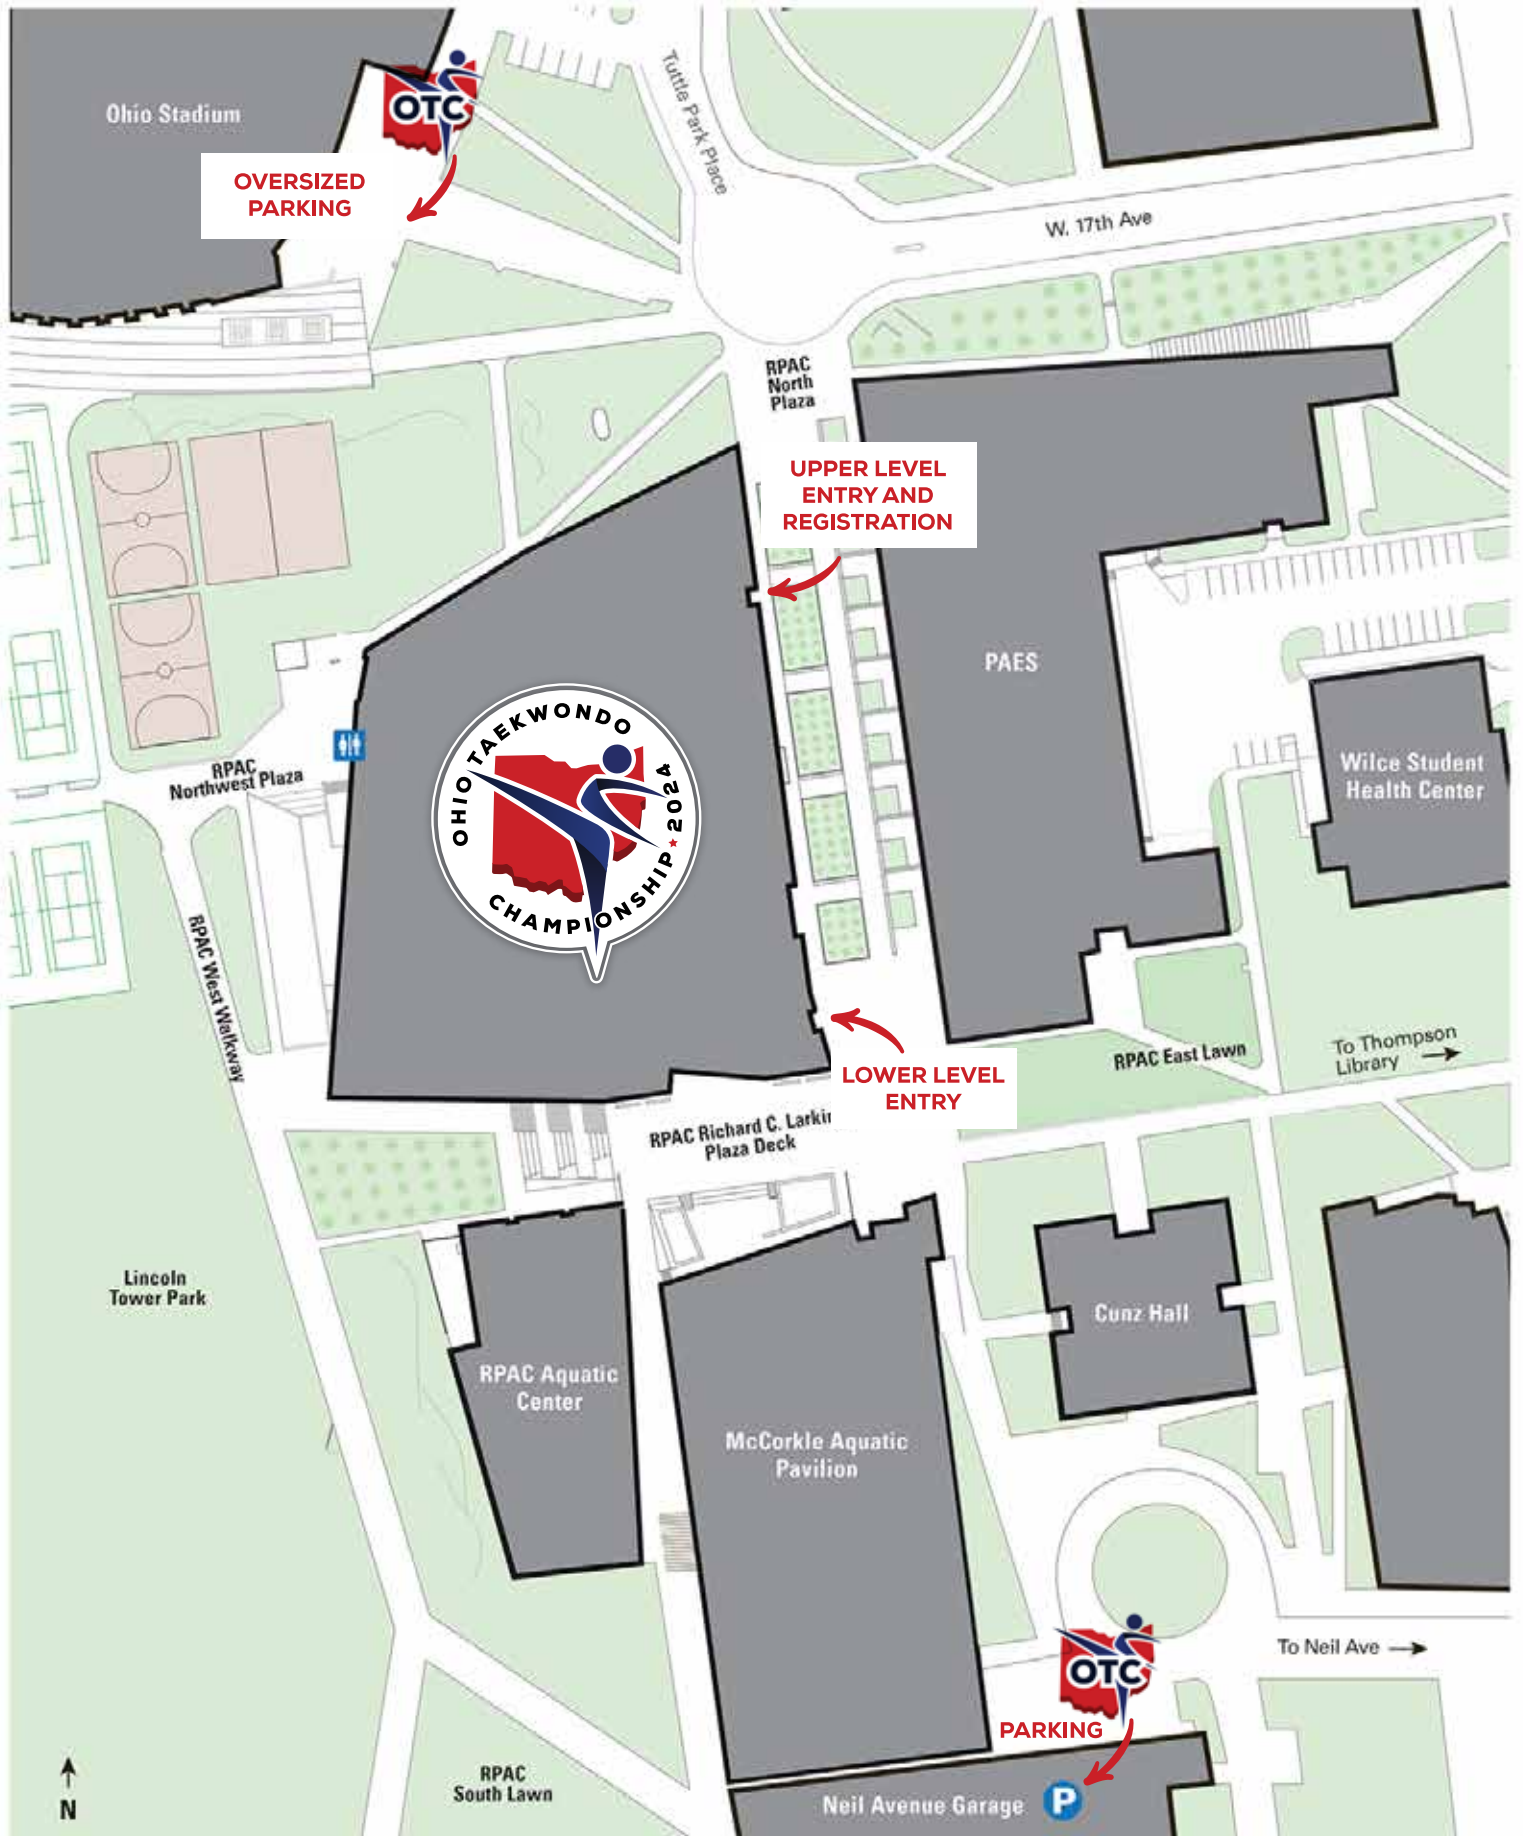 Ohio Stadium
OTC
OVERSIZED
PARKING
Tuttle Park Place
W. 17th Ave
RPAC
North
Plaza
UPPER LEVEL
ENTRY AND
REGISTRATION
PAES
OHIO TAEKWONDO
CHAMPIONSHIP ★ 2024
Wilce Student
Health Center
RPAC
Northwest Plaza
RPAC West Walkway
LOWER LEVEL
ENTRY
RPAC East Lawn
To Thompson
Library
RPAC Richard C. Larkin
Plaza Deck
Lincoln
Tower Park
Cunz Hall
RPAC Aquatic
Center
McCorkle Aquatic
Pavilion
To Neil Ave
OTC
PARKING
RPAC
South Lawn
Neil Avenue Garage
P
N